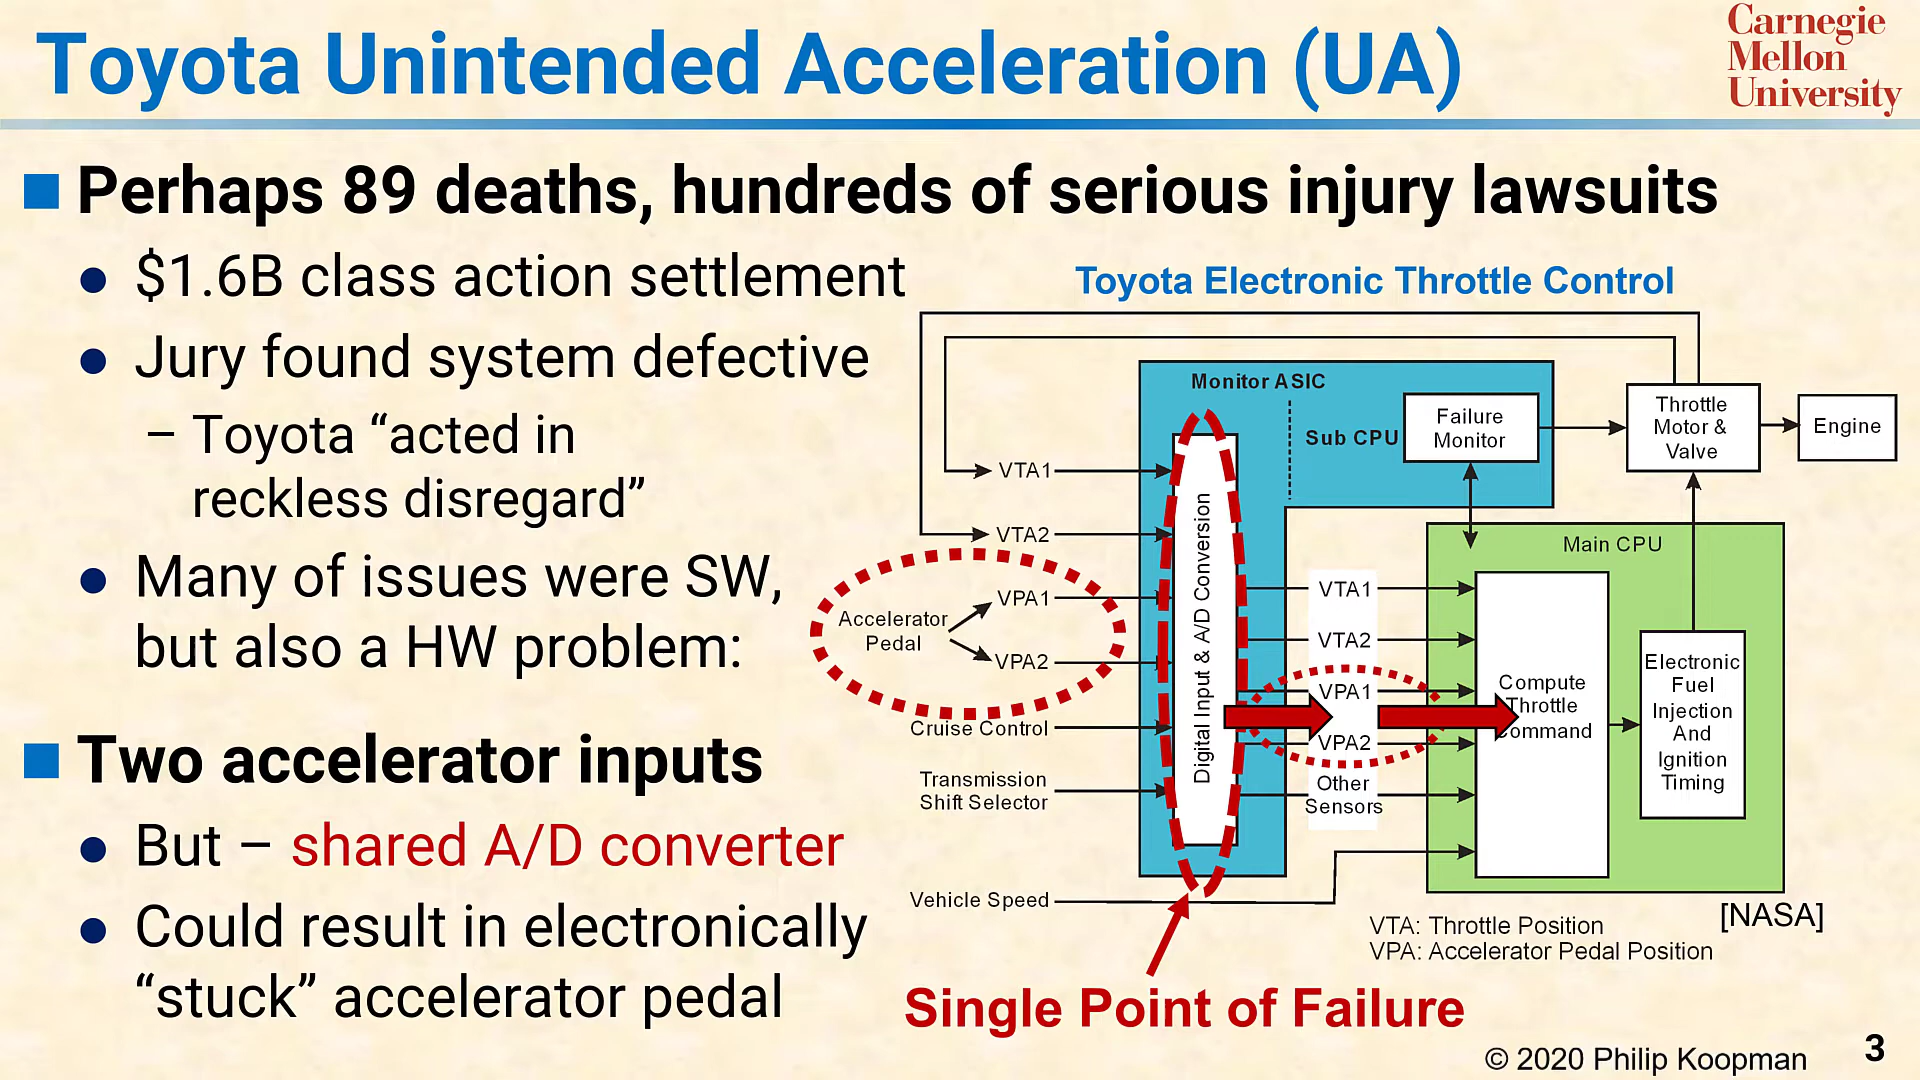 Toyota Unintended Acceleration (UA)
Carnegie
Mellon
University
Perhaps 89 deaths, hundreds of serious injury lawsuits
$1.6B class action settlement
Jury found system defective
– Toyota “acted in
reckless disregard”
Many of issues were SW,
but also a HW problem:
Two accelerator inputs
But – shared A/D converter
Could result in electronically
“stuck” accelerator pedal
Toyota Electronic Throttle Control
Monitor ASIC
Sub CPU
Failure
Monitor
Throttle
Motor &
Valve
Engine
VTA1
VTA2
Accelerator
Pedal
VPA1
VPA2
Cruise Control
Transmission
Shift Selector
Vehicle Speed
Digital Input & A/D Conversion
VTA1
VTA2
VPA1
VPA2
Other
Sensors
Main CPU
Compute
Throttle
Command
Electronic
Fuel
Injection
And
Ignition
Timing
VTA: Throttle Position
VPA: Accelerator Pedal Position
[NASA]
Single Point of Failure
© 2020 Philip Koopman
3